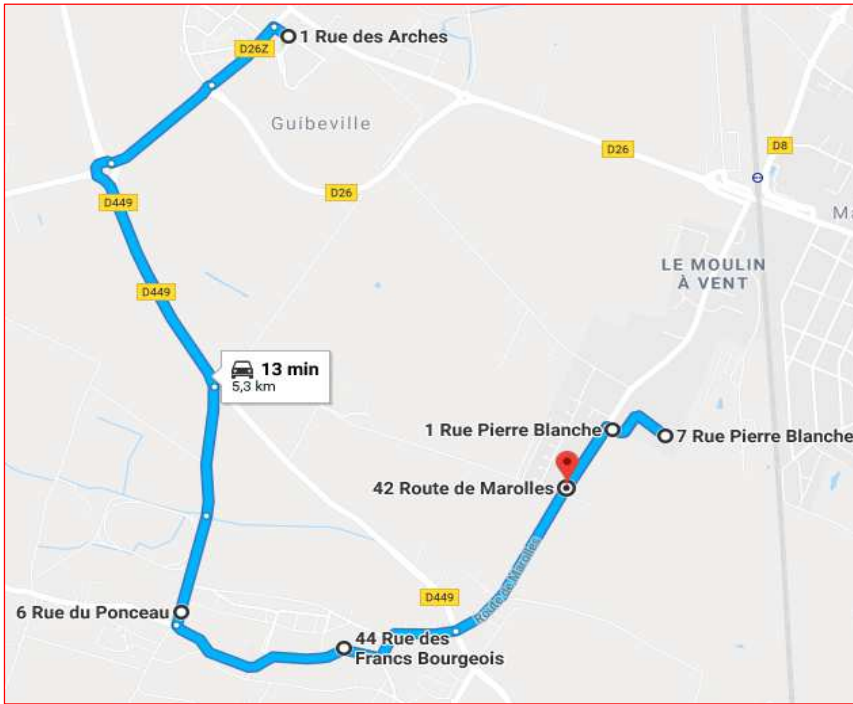 1 Rue des Arches
D26Z
Guibeville
D8
D26
D26
D449
Ma
LE MOULIN
À VENT
D449
13 min
5,3 km
1 Rue Pierre Blanche
7 Rue Pierre Blanche
42 Route de Marolles
Route de Marolles
D449
6 Rue du Ponceau
44 Rue des
Francs Bourgeois